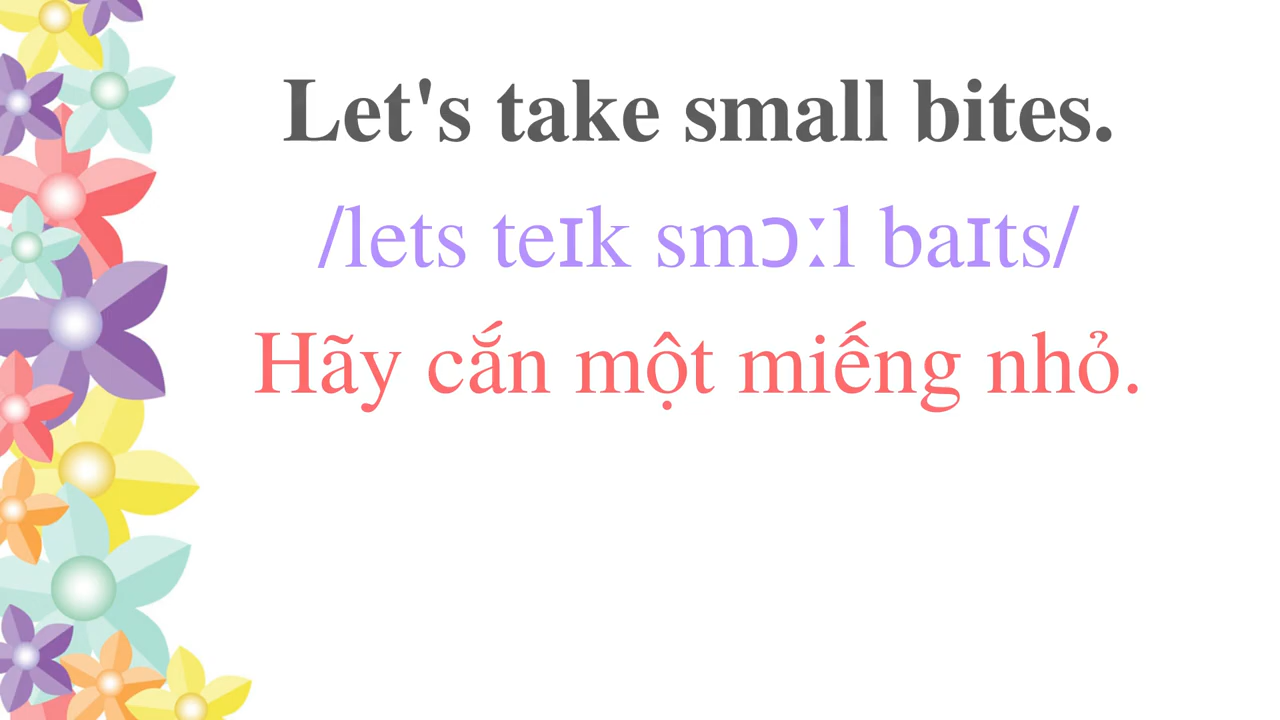 Let's take small bites.
/lets teɪk smɔːl baɪts/
Hãy cắn một miếng nhỏ.